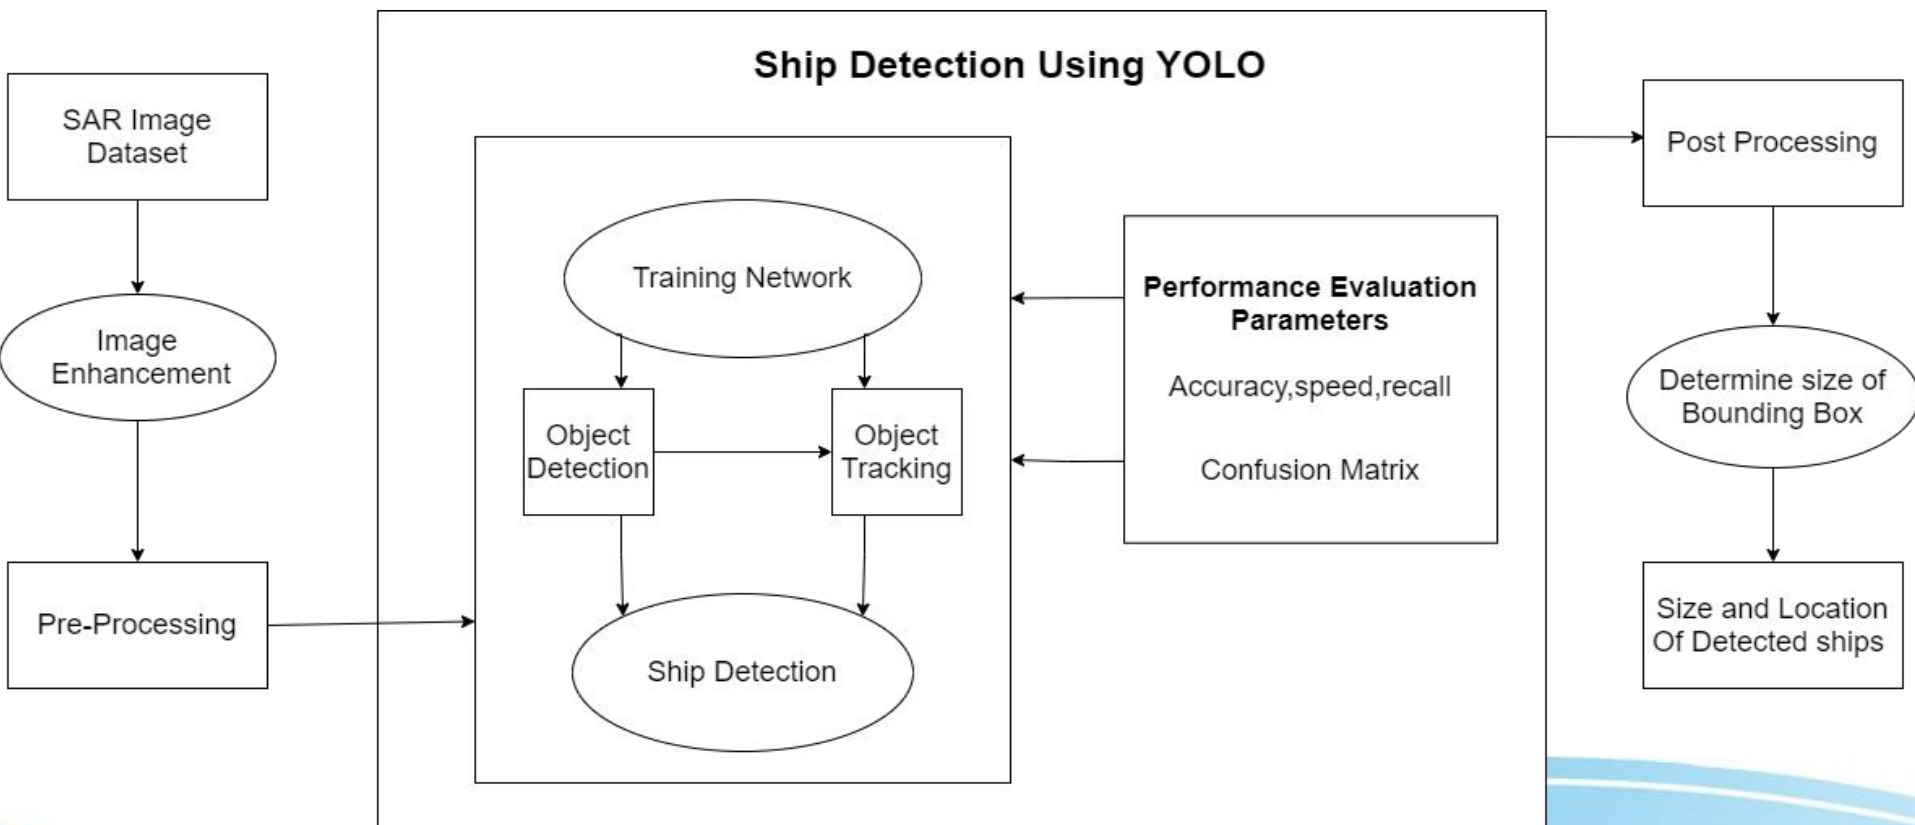 Ship Detection Using YOLO
SAR Image
Dataset
Image
Enhancement
Pre-Processing
Training Network
Object
Detection
Object
Tracking
Ship Detection
Performance Evaluation
Parameters
Accuracy,speed,recall
Confusion Matrix
Post Processing
Determine size of
Bounding Box
Size and Location
Of Detected ships